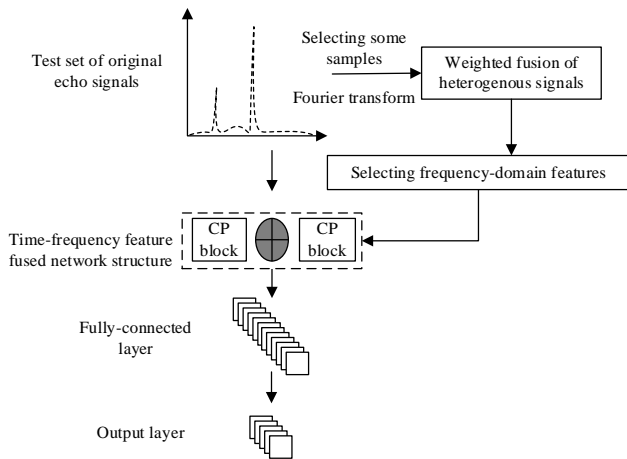 Test set of original
echo signals
Selecting some
samples
Fourier transform
Weighted fusion of
heterogenous signals
Selecting frequency-domain features
Time-frequency feature
fused network structure
CP
block
CP
block
Fully-connected
layer
Output layer